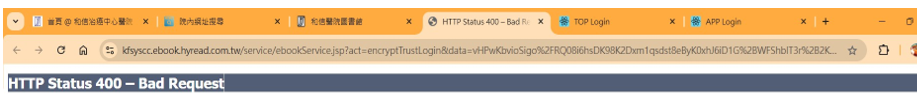 首頁 @ 和信治癌中心醫院
院內網址搜尋
和信醫院圖書館
HTTP Status 400 – Bad Re
TOP Login
APP Login
kfsyscc.ebook.hyread.com.tw/service/ebookService.jsp?act=encryptTrustLogin&data=vHPwKbvioSigo%2FRQ08i6hsDK98K2Dxm1qsdst8eByK0xhJ6iD1G%2BWFShbIT3r%2B2K...
HTTP Status 400 – Bad Request